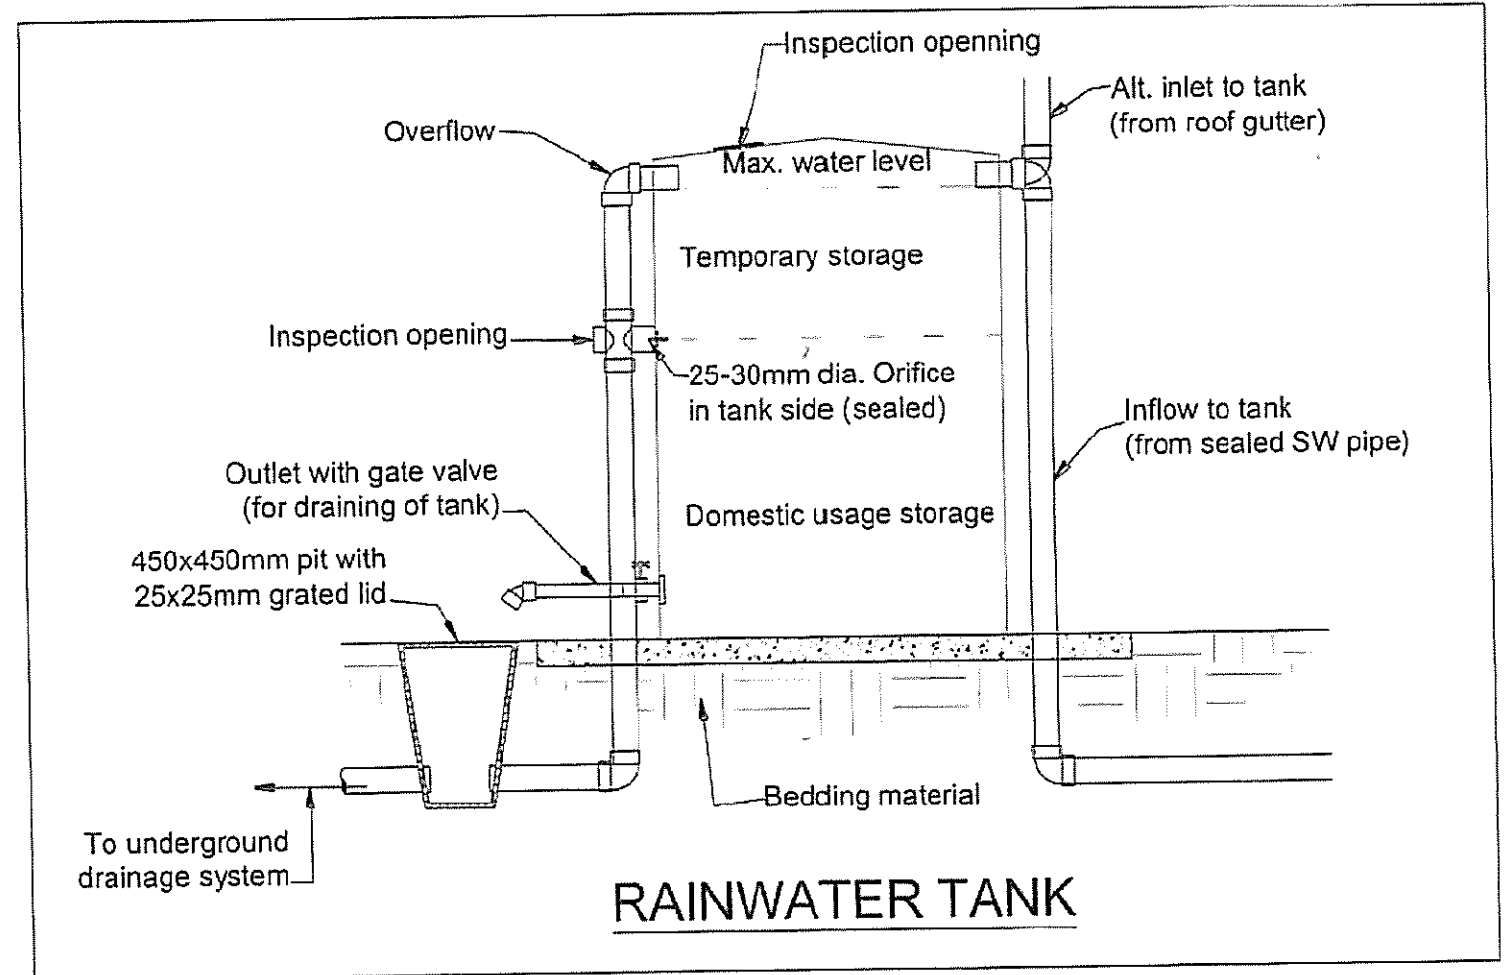 Inspection openning
Alt. inlet to tank
(from roof gutter)
Overflow
Max. water level
Temporary storage
Inspection opening
25-30mm dia. Orifice
in tank side (sealed)
Inflow to tank
(from sealed SW pipe)
Outlet with gate valve
(for draining of tank)
Domestic usage storage
450x450mm pit with
25x25mm grated lid
Bedding material
To underground
drainage system
RAINWATER TANK